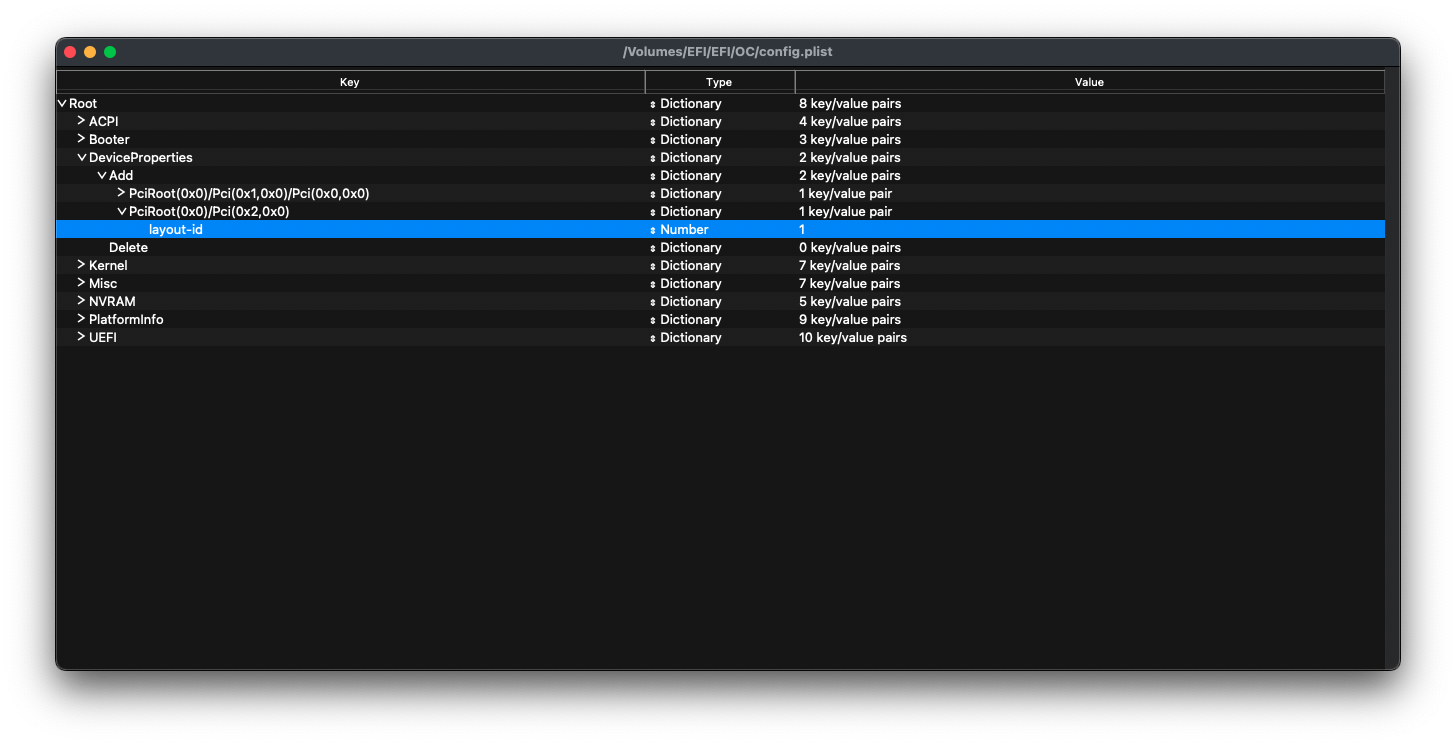 /Volumes/EFI/EFI/OC/config.plist
Key Type Value
Root Dictionary 8 key/value pairs
ACPI Dictionary 4 key/value pairs
Booter Dictionary 3 key/value pairs
DeviceProperties Dictionary 2 key/value pairs
Add Dictionary 2 key/value pairs
PciRoot(0x0)/Pci(0x1,0x0)/Pci(0x0,0x0) Dictionary 1 key/value pair
PciRoot(0x0)/Pci(0x2,0x0) Dictionary 1 key/value pair
layout-id Number 1
Delete Dictionary 0 key/value pairs
Kernel Dictionary 7 key/value pairs
Misc Dictionary 7 key/value pairs
NVRAM Dictionary 5 key/value pairs
PlatformInfo Dictionary 9 key/value pairs
UEFI Dictionary 10 key/value pairs